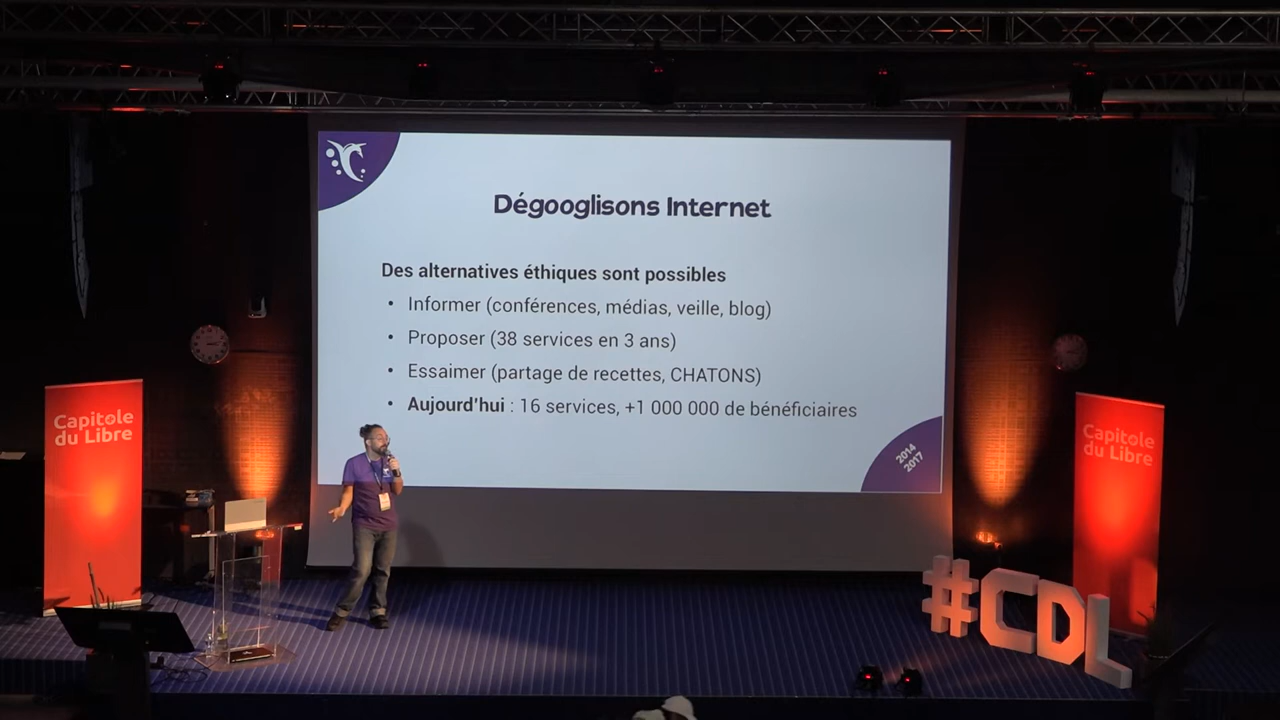 Dégooglisons Internet
Des alternatives éthiques sont possibles
• Informer (conférences, médias, veille, blog)
• Proposer (38 services en 3 ans)
• Essaimer (partage de recettes, CHATONS)
• Aujourd'hui : 16 services, +1 000 000 de bénéficiaires
2014
2017
Capitole
du Libre
Capitole
du Libre
#CDL